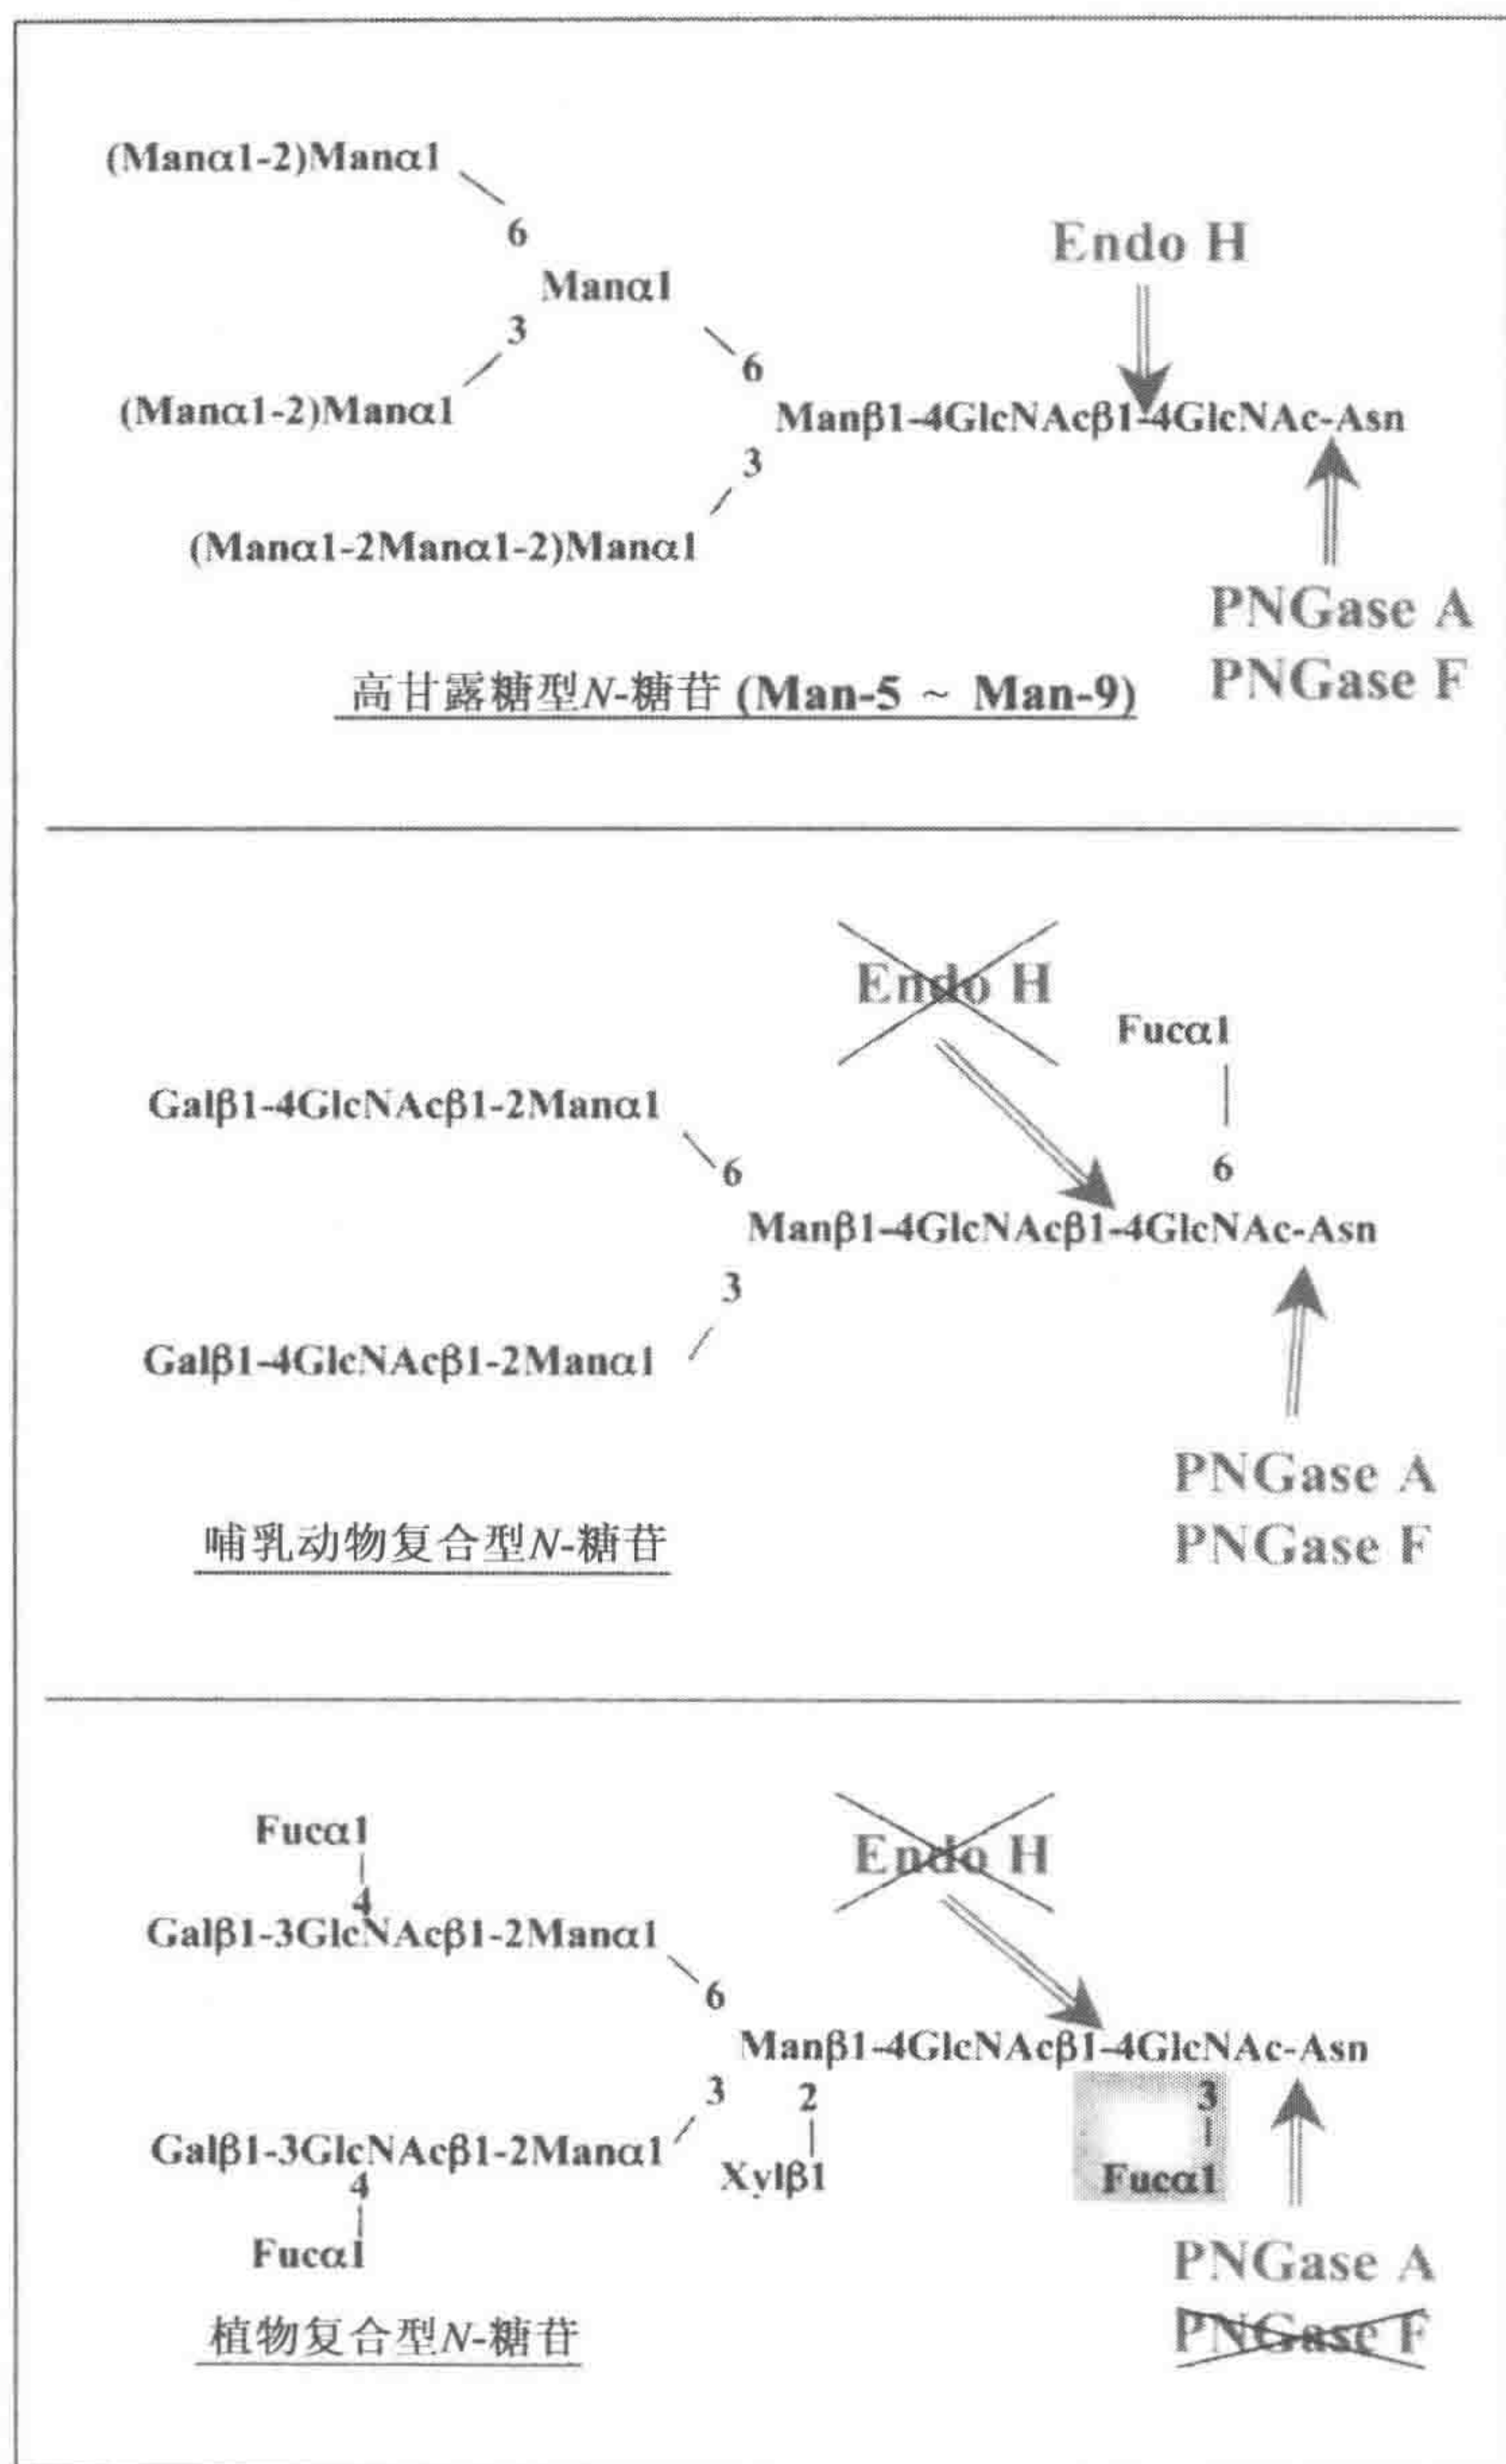 (Manα1-2)Manα1
6
Endo H
Manα1
3
6
(Manα1-2)Manα1
Manβ1-4GlcNAcβ1-4GlcNAc-Asn
3
(Manα1-2Manα1-2)Manα1
PNGase A
高甘露糖型N-糖苷 (Man-5 ~ Man-9)
PNGase F
Endo H
Fucα1
Galβ1-4GlcNAcβ1-2Manα1
6
6
Manβ1-4GlcNAcβ1-4GlcNAc-Asn
3
Galβ1-4GlcNAcβ1-2Manα1
PNGase A
哺乳动物复合型N-糖苷
PNGase F
Fucα1
Endo H
4
Galβ1-3GlcNAcβ1-2Manα1
6
Manβ1-4GlcNAcβ1-4GlcNAc-Asn
3 2 3
Galβ1-3GlcNAcβ1-2Manα1
4
Xylβ1
Fucα1
Fucα1
PNGase A
植物复合型N-糖苷
PNGase F